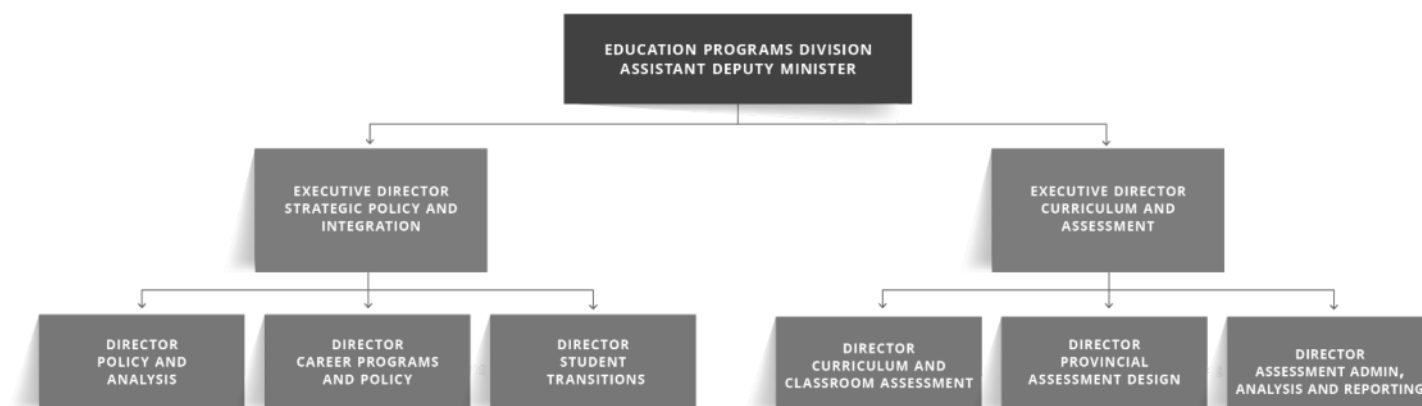 EDUCATION PROGRAMS DIVISION
ASSISTANT DEPUTY MINISTER
EXECUTIVE DIRECTOR
STRATEGIC POLICY AND
INTEGRATION
EXECUTIVE DIRECTOR
CURRICULUM AND
ASSESSMENT
DIRECTOR
POLICY AND
ANALYSIS
DIRECTOR
CAREER PROGRAMS
AND POLICY
DIRECTOR
STUDENT
TRANSITIONS
DIRECTOR
CURRICULUM AND
CLASSROOM ASSESSMENT
DIRECTOR
PROVINCIAL
ASSESSMENT DESIGN
DIRECTOR
ASSESSMENT ADMIN,
ANALYSIS AND REPORTING